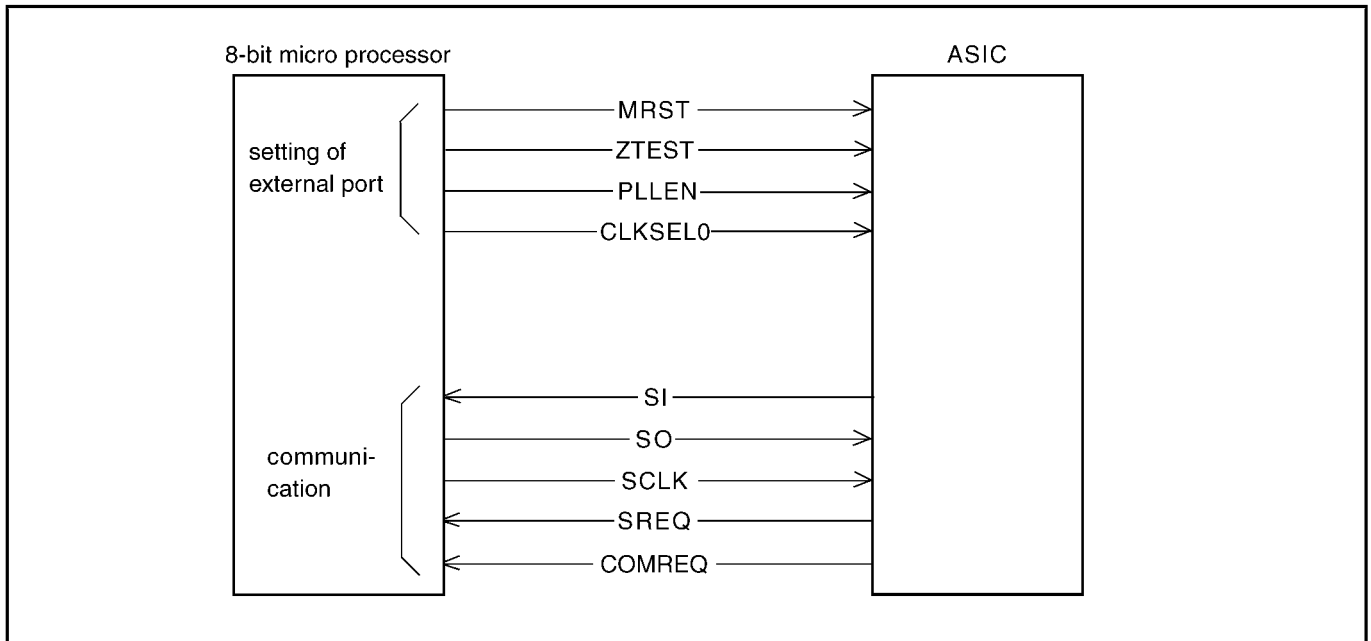 8-bit micro processor
ASIC
setting of
external port
MRST
ZTEST
PLLEN
CLKSEL0
communi-
cation
SI
SO
SCLK
SREQ
COMREQ